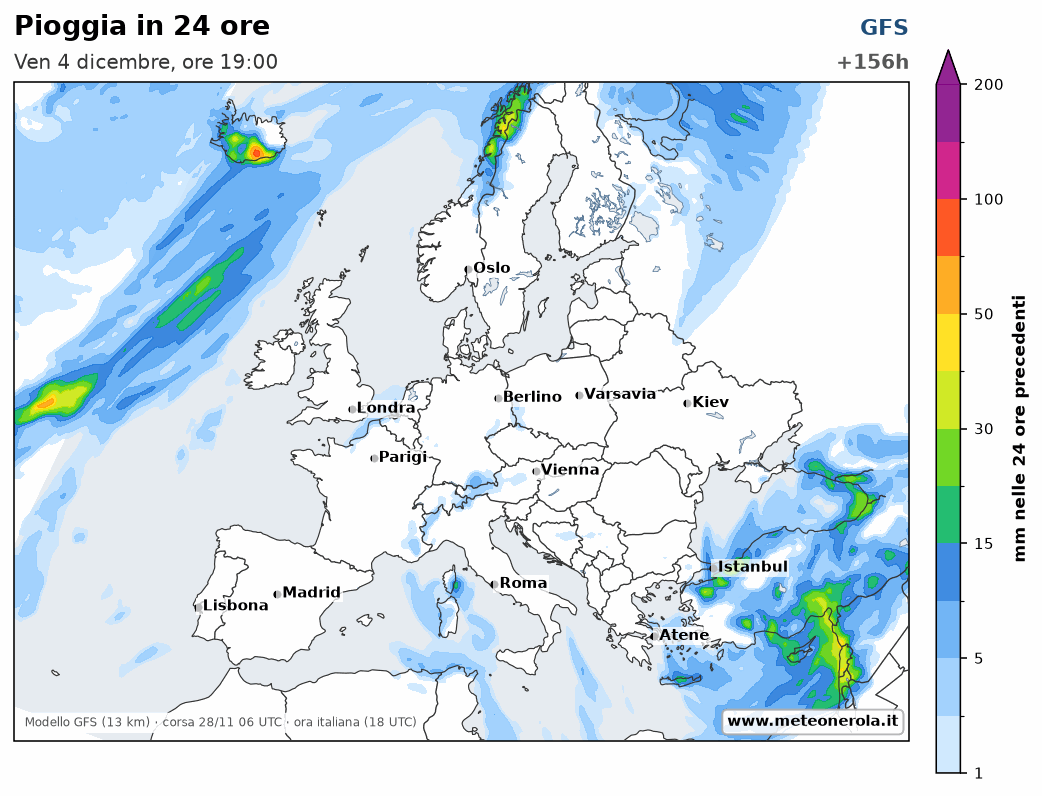 Pioggia in 24 ore
GFS
Ven 4 dicembre, ore 19:00
+156h
200
100
50
30
15
5
1
mm nelle 24 ore precedenti
Oslo
Berlino
Varsavia
Kiev
Londra
Parigi
Vienna
Istanbul
Roma
Madrid
Lisbona
Atene
Modello GFS (13 km) · corsa 28/11 06 UTC · ora italiana (18 UTC)
www.meteonerola.it